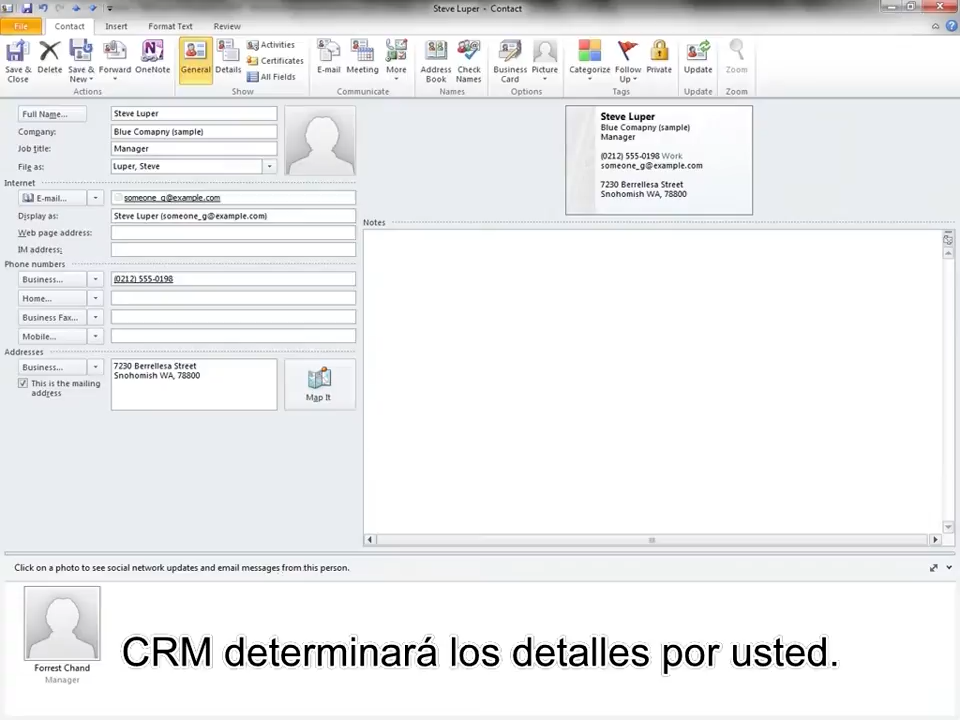 Steve Luper - Contact
File
Contact
Insert
Format Text
Review
Save & Close
Delete
Save & New
Forward
OneNote
Actions
General
Details
Activities
Certificates
All Fields
Show
E-mail
Meeting
More
Communicate
Address Book
Check Names
Names
Business Card
Picture
Options
Categorize
Follow Up
Private
Tags
Update
Update
Zoom
Zoom
Full Name...
Steve Luper
Company:
Blue Comapny (sample)
Job title:
Manager
File as:
Luper, Steve
Internet
E-mail...
someone_g@example.com
Display as:
Steve Luper (someone_g@example.com)
Web page address:
IM address:
Phone numbers
Business...
(0212) 555-0198
Home...
Business Fax...
Mobile...
Addresses
Business...
7230 Berrellesa Street
Snohomish WA, 78800
This is the mailing
address
Map It
Steve Luper
Blue Comapny (sample)
Manager
(0212) 555-0198 Work
someone_g@example.com
7230 Berrellesa Street
Snohomish WA, 78800
Notes
Click on a photo to see social network updates and email messages from this person.
Forrest Chand
Manager
CRM determinará los detalles por usted.